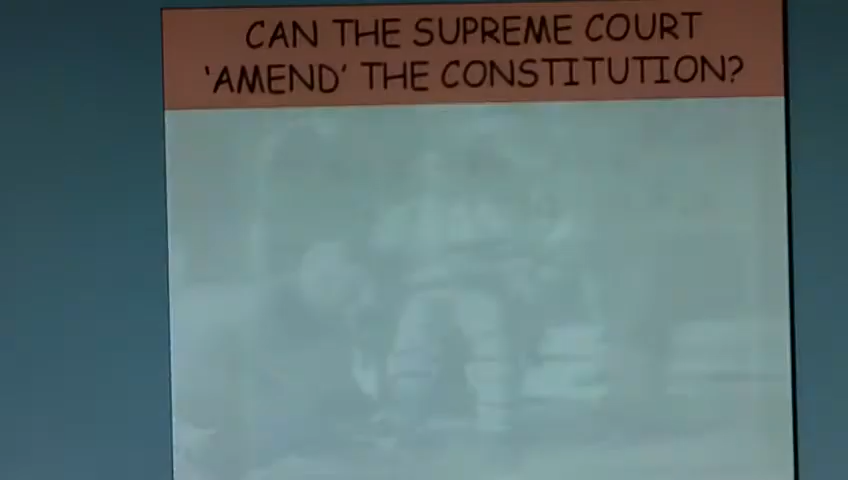 CAN THE SUPREME COURT
‘AMEND’ THE CONSTITUTION?